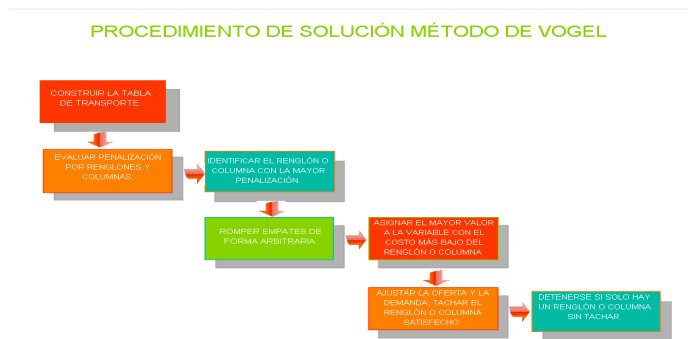 PROCEDIMIENTO DE SOLUCIÓN MÉTODO DE VOGEL
CONSTRUIR LA TABLA
DE TRANSPORTE.
EVALUAR PENALIZACIÓN
POR RENGLONES Y
COLUMNAS.
IDENTIFICAR EL RENGLÓN O
COLUMNA CON LA MAYOR
PENALIZACIÓN.
ROMPER EMPATES DE
FORMA ARBITRARIA.
ASIGNAR EL MAYOR VALOR
A LA VARIABLE CON EL
COSTO MÁS BAJO DEL
RENGLÓN O COLUMNA.
AJUSTAR LA OFERTA Y LA
DEMANDA, TACHAR EL
RENGLÓN O COLUMNA
SATISFECHO.
DETENERSE SI SOLO HAY
UN RENGLÓN O COLUMNA
SIN TACHAR.